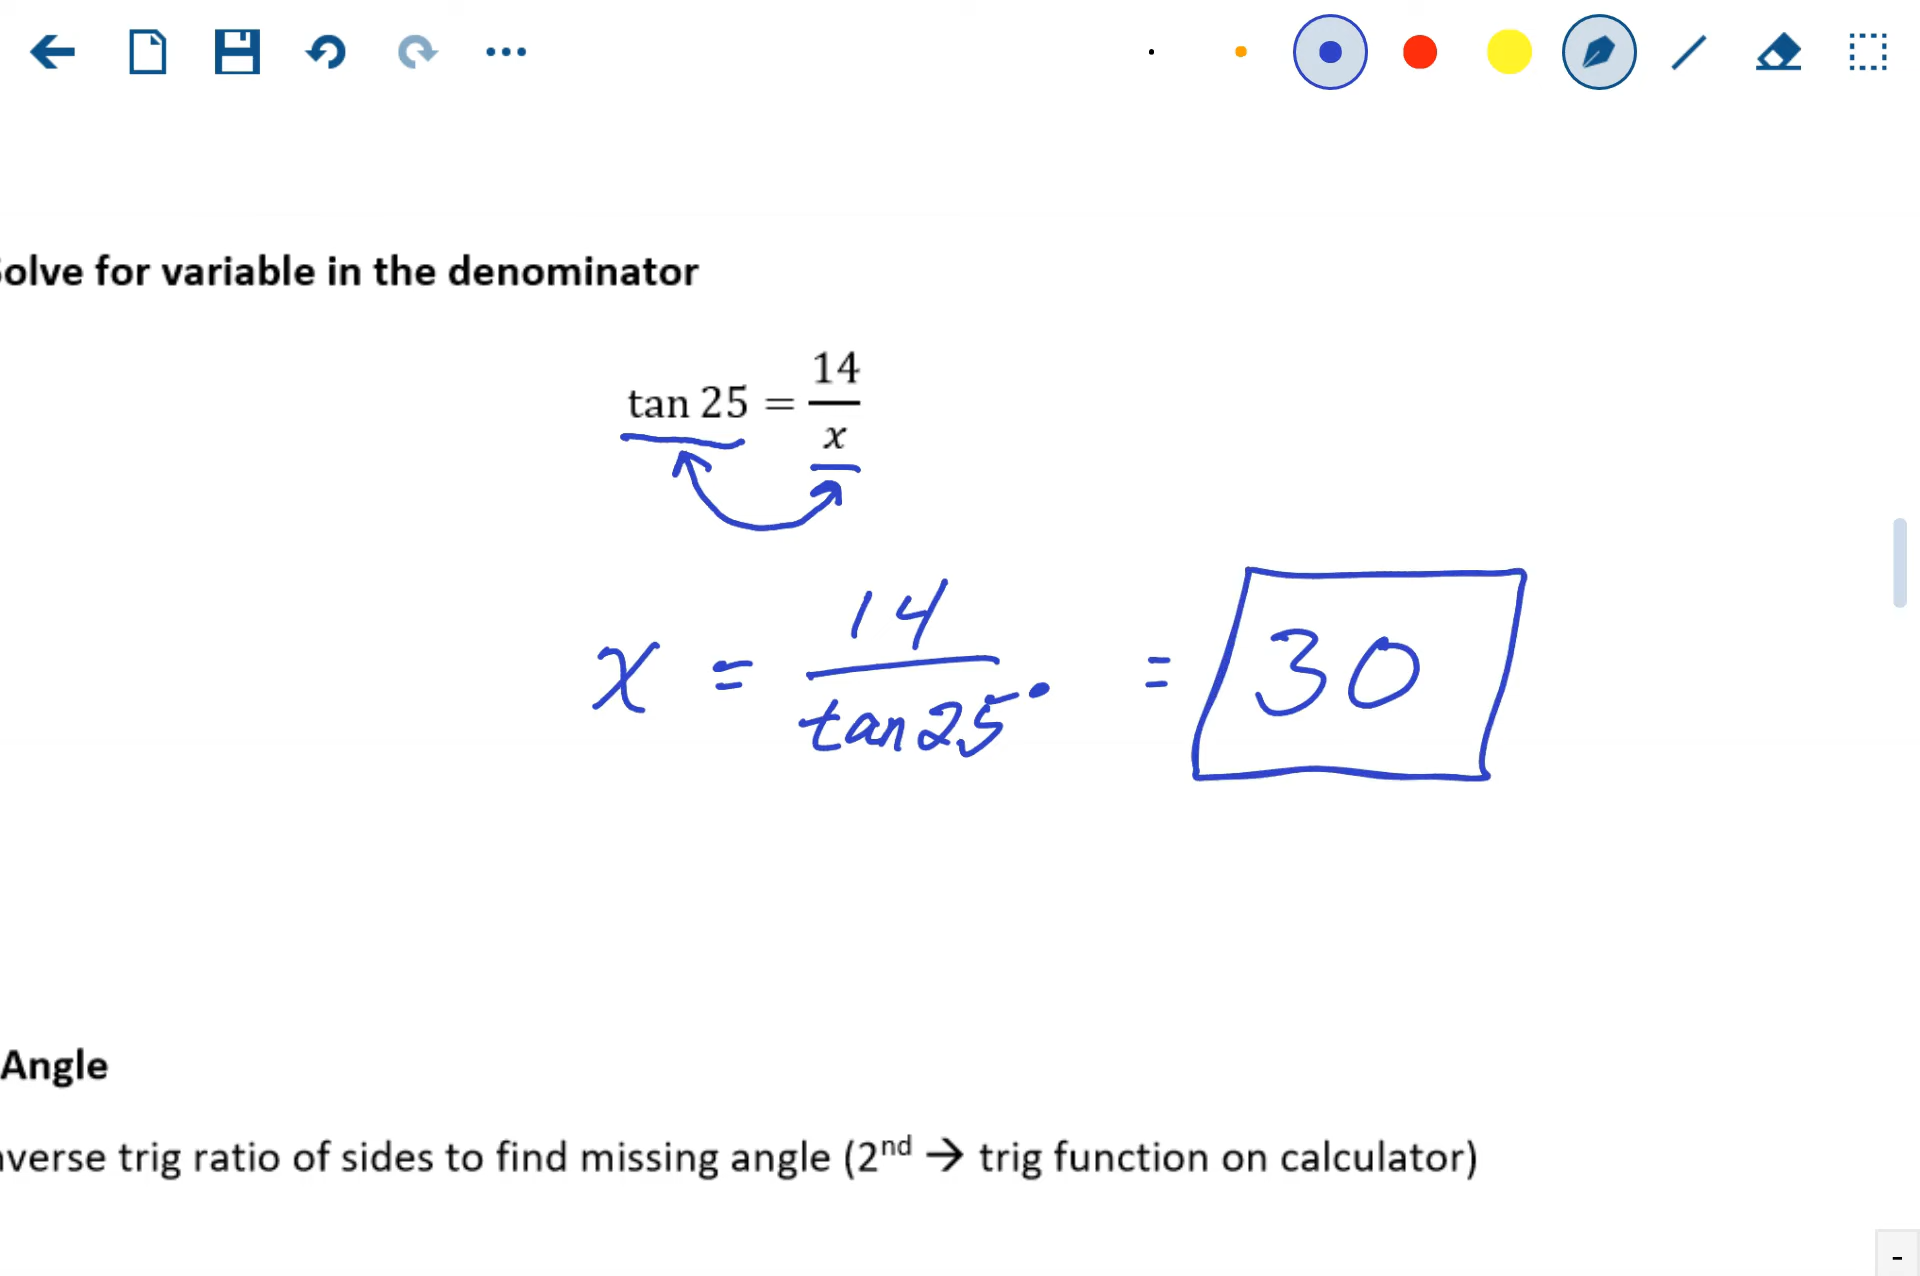 olve for variable in the denominator
tan 25 = 14/x
x = 14/tan25° = 30
Angle
verse trig ratio of sides to find missing angle (2nd → trig function on calculator)